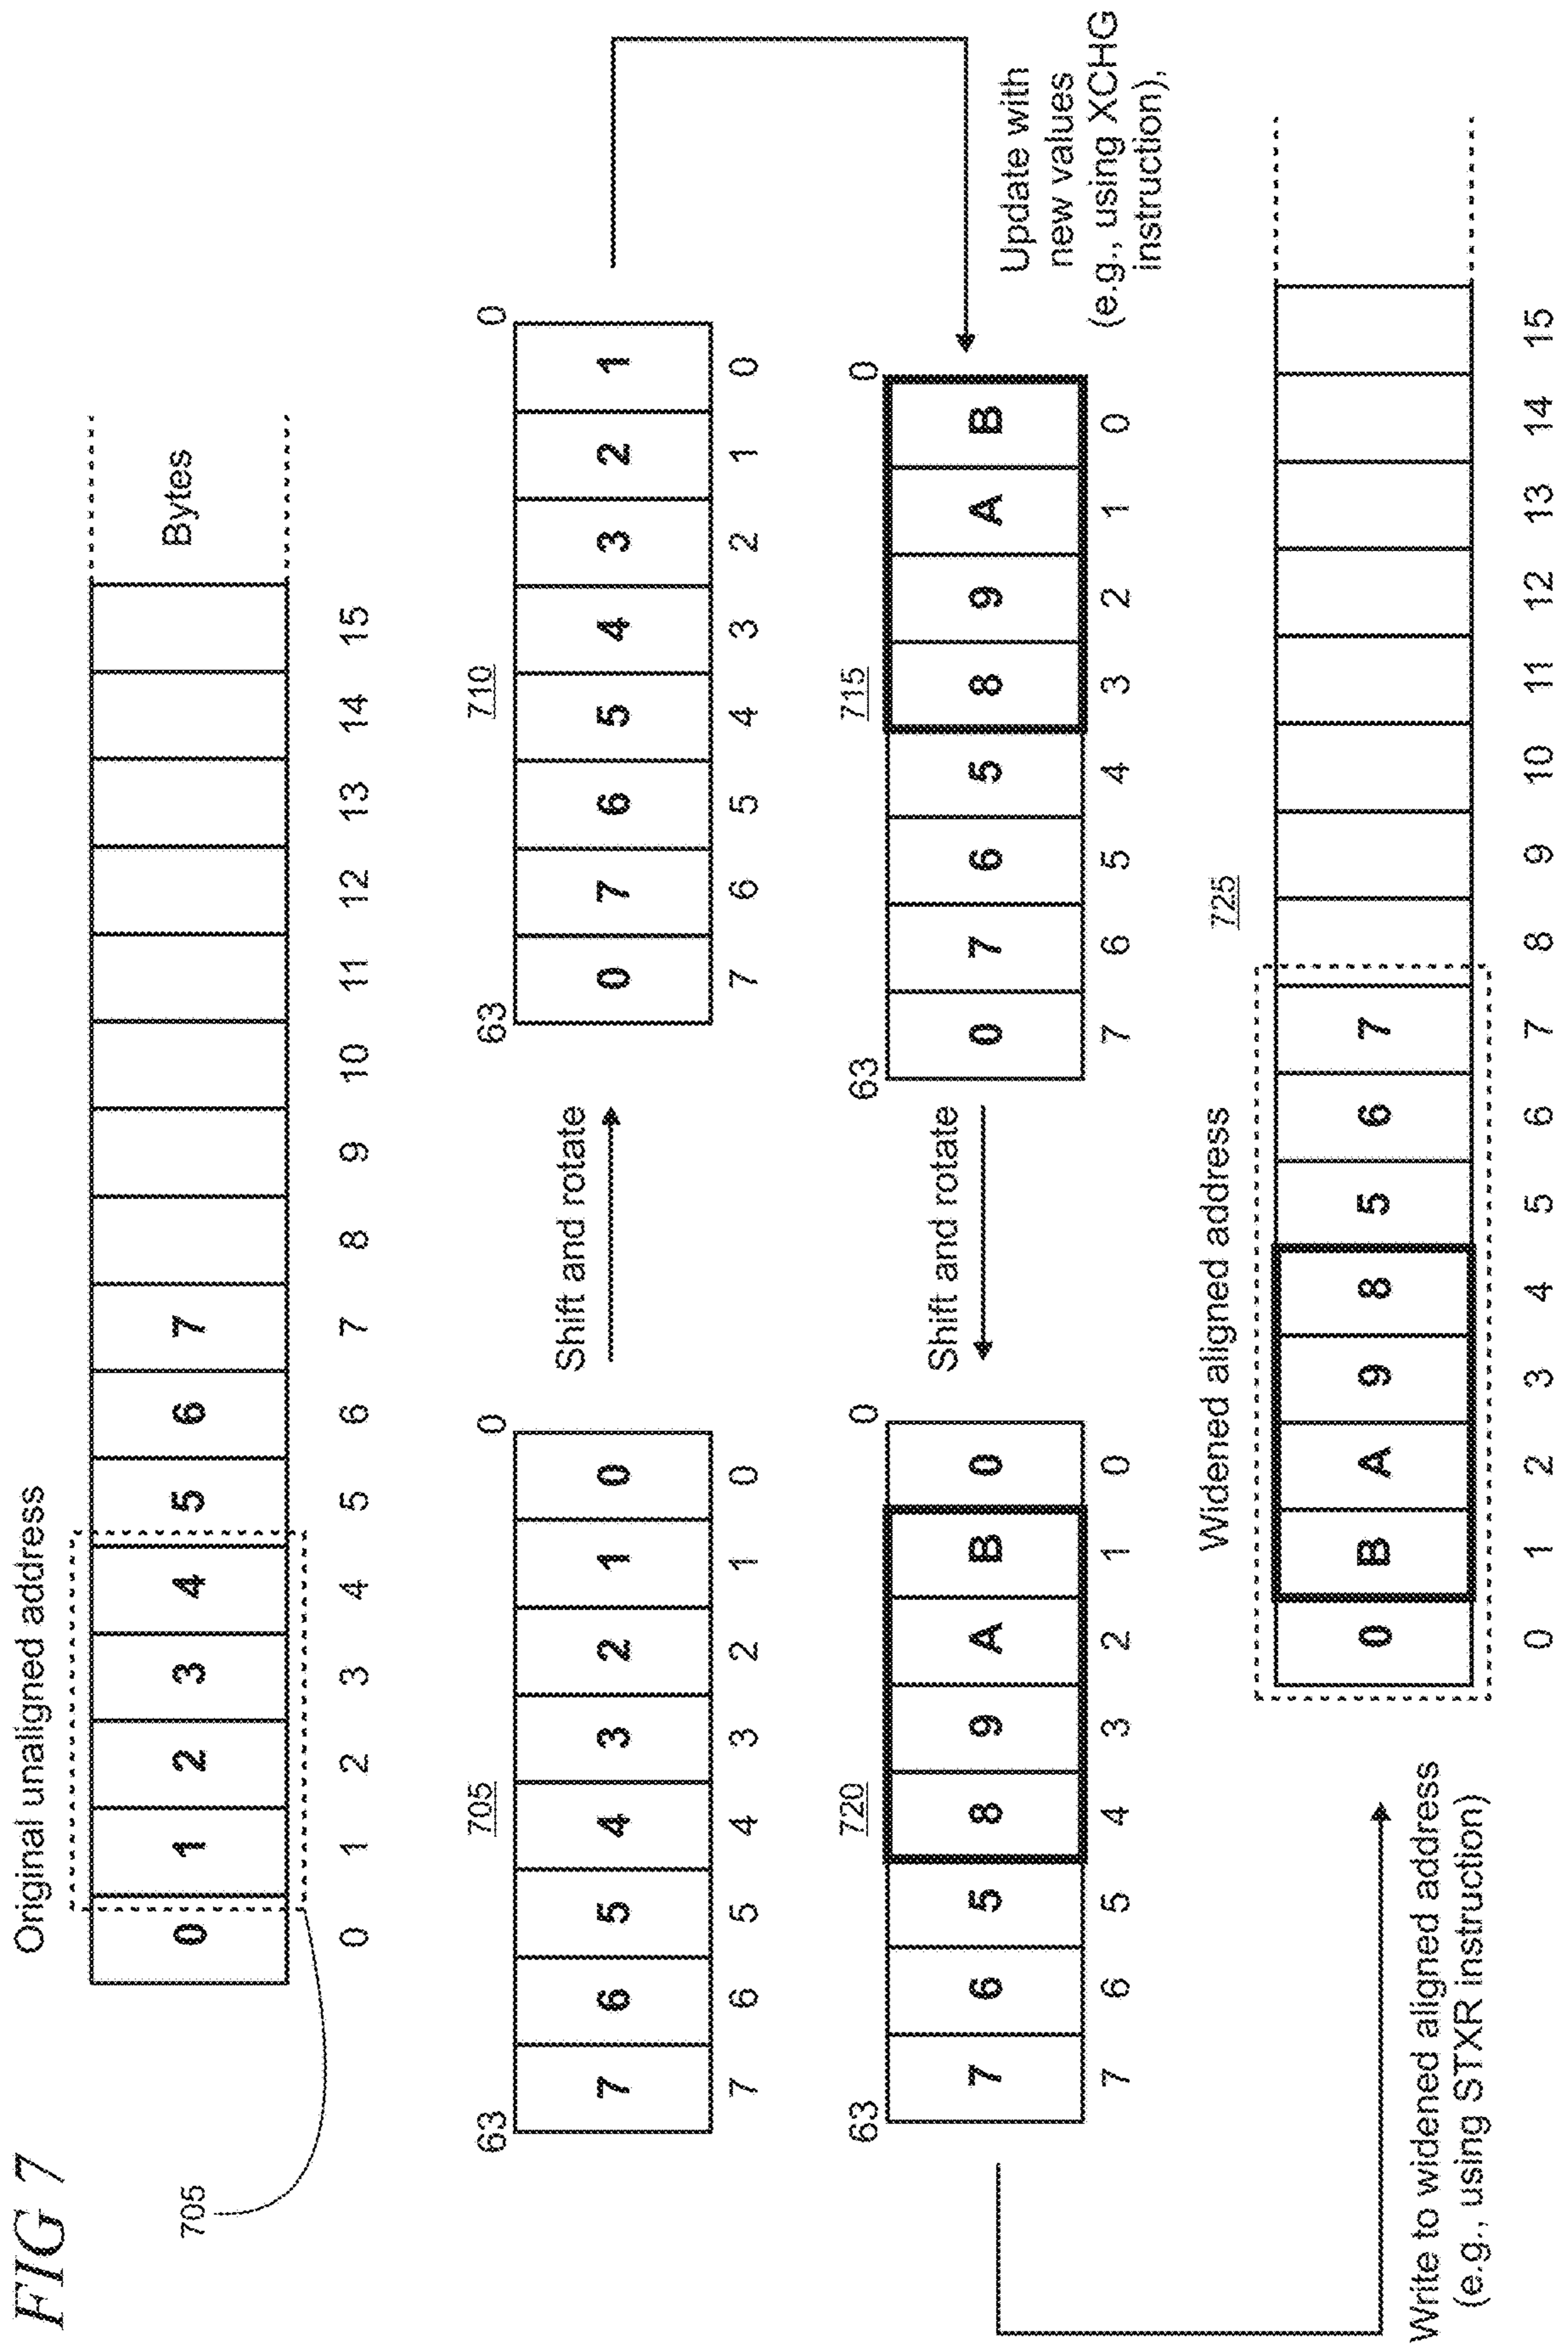 FIG 7
Original unaligned address
0 1 2 3 4 5 6 7 Bytes
0 1 2 3 4 5 6 7 8 9 10 11 12 13 14 15
705
63 705 0
7 6 5 4 3 2 1 0
7 6 5 4 3 2 1 0
Shift and rotate
63 710 0
0 7 6 5 4 3 2 1
7 6 5 4 3 2 1 0
Update with
new values
(e.g., using XCHG
instruction),
63 715 0
0 7 6 5 8 9 A B
7 6 5 4 3 2 1 0
Shift and rotate
63 720 0
7 6 5 8 9 A B 0
7 6 5 4 3 2 1 0
Write to widened aligned address
(e.g., using STXR instruction)
Widened aligned address
725
0 B A 9 8 5 6 7
0 1 2 3 4 5 6 7 8 9 10 11 12 13 14 15